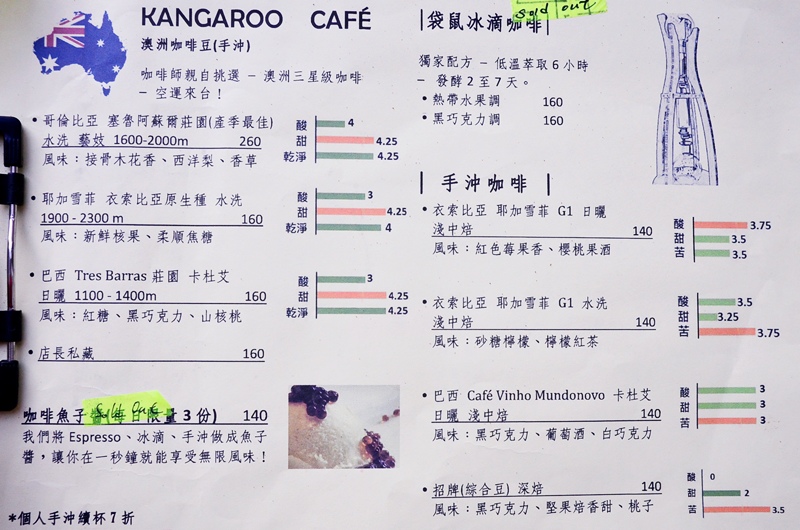 KANGAROO CAFÉ
澳洲咖啡豆(手沖)
咖啡師親自挑選 – 澳洲三星級咖啡
– 空運來台！
• 哥倫比亞 塞魯阿蘇爾莊園(產季最佳)
水洗 藝妓 1600-2000m 260
風味：接骨木花香、西洋梨、香草
酸 4
甜 4.25
乾淨 4.25
• 耶加雪菲 衣索比亞原生種 水洗
1900 - 2300 m 160
風味：新鮮核果、柔順焦糖
酸 3
甜 4.25
乾淨 4
• 巴西 Tres Barras 莊園 卡杜艾
日曬 1100 - 1400m 160
風味：紅糖、黑巧克力、山核桃
酸 3
甜 4.25
乾淨 4.25
• 店長私藏 160
咖啡魚子醬(每日限量 3 份) 140
Sold Out
我們將 Espresso、冰滴、手沖做成魚子
醬，讓你在一秒鐘就能享受無限風味！
*個人手沖續杯 7 折
|袋鼠冰滴咖啡|
Sold out
獨家配方 – 低溫萃取 6 小時
– 發酵 2 至 7 天。
• 熱帶水果調 160
• 黑巧克力調 160
| 手沖咖啡 |
• 衣索比亞 耶加雪菲 G1 日曬
淺中焙 140
風味：紅色莓果香、櫻桃果酒
酸 3.75
甜 3.5
苦 3.5
• 衣索比亞 耶加雪菲 G1 水洗
淺中焙 140
風味：砂糖檸檬、檸檬紅茶
酸 3.5
甜 3.25
苦 3.75
• 巴西 Café Vinho Mundonovo 卡杜艾
日曬 淺中焙 140
風味：黑巧克力、葡萄酒、白巧克力
酸 3
甜 3
苦 3
• 招牌(綜合豆) 深焙 140
風味：黑巧克力、堅果焙香甜、桃子
酸 0
甜 2
苦 3.5